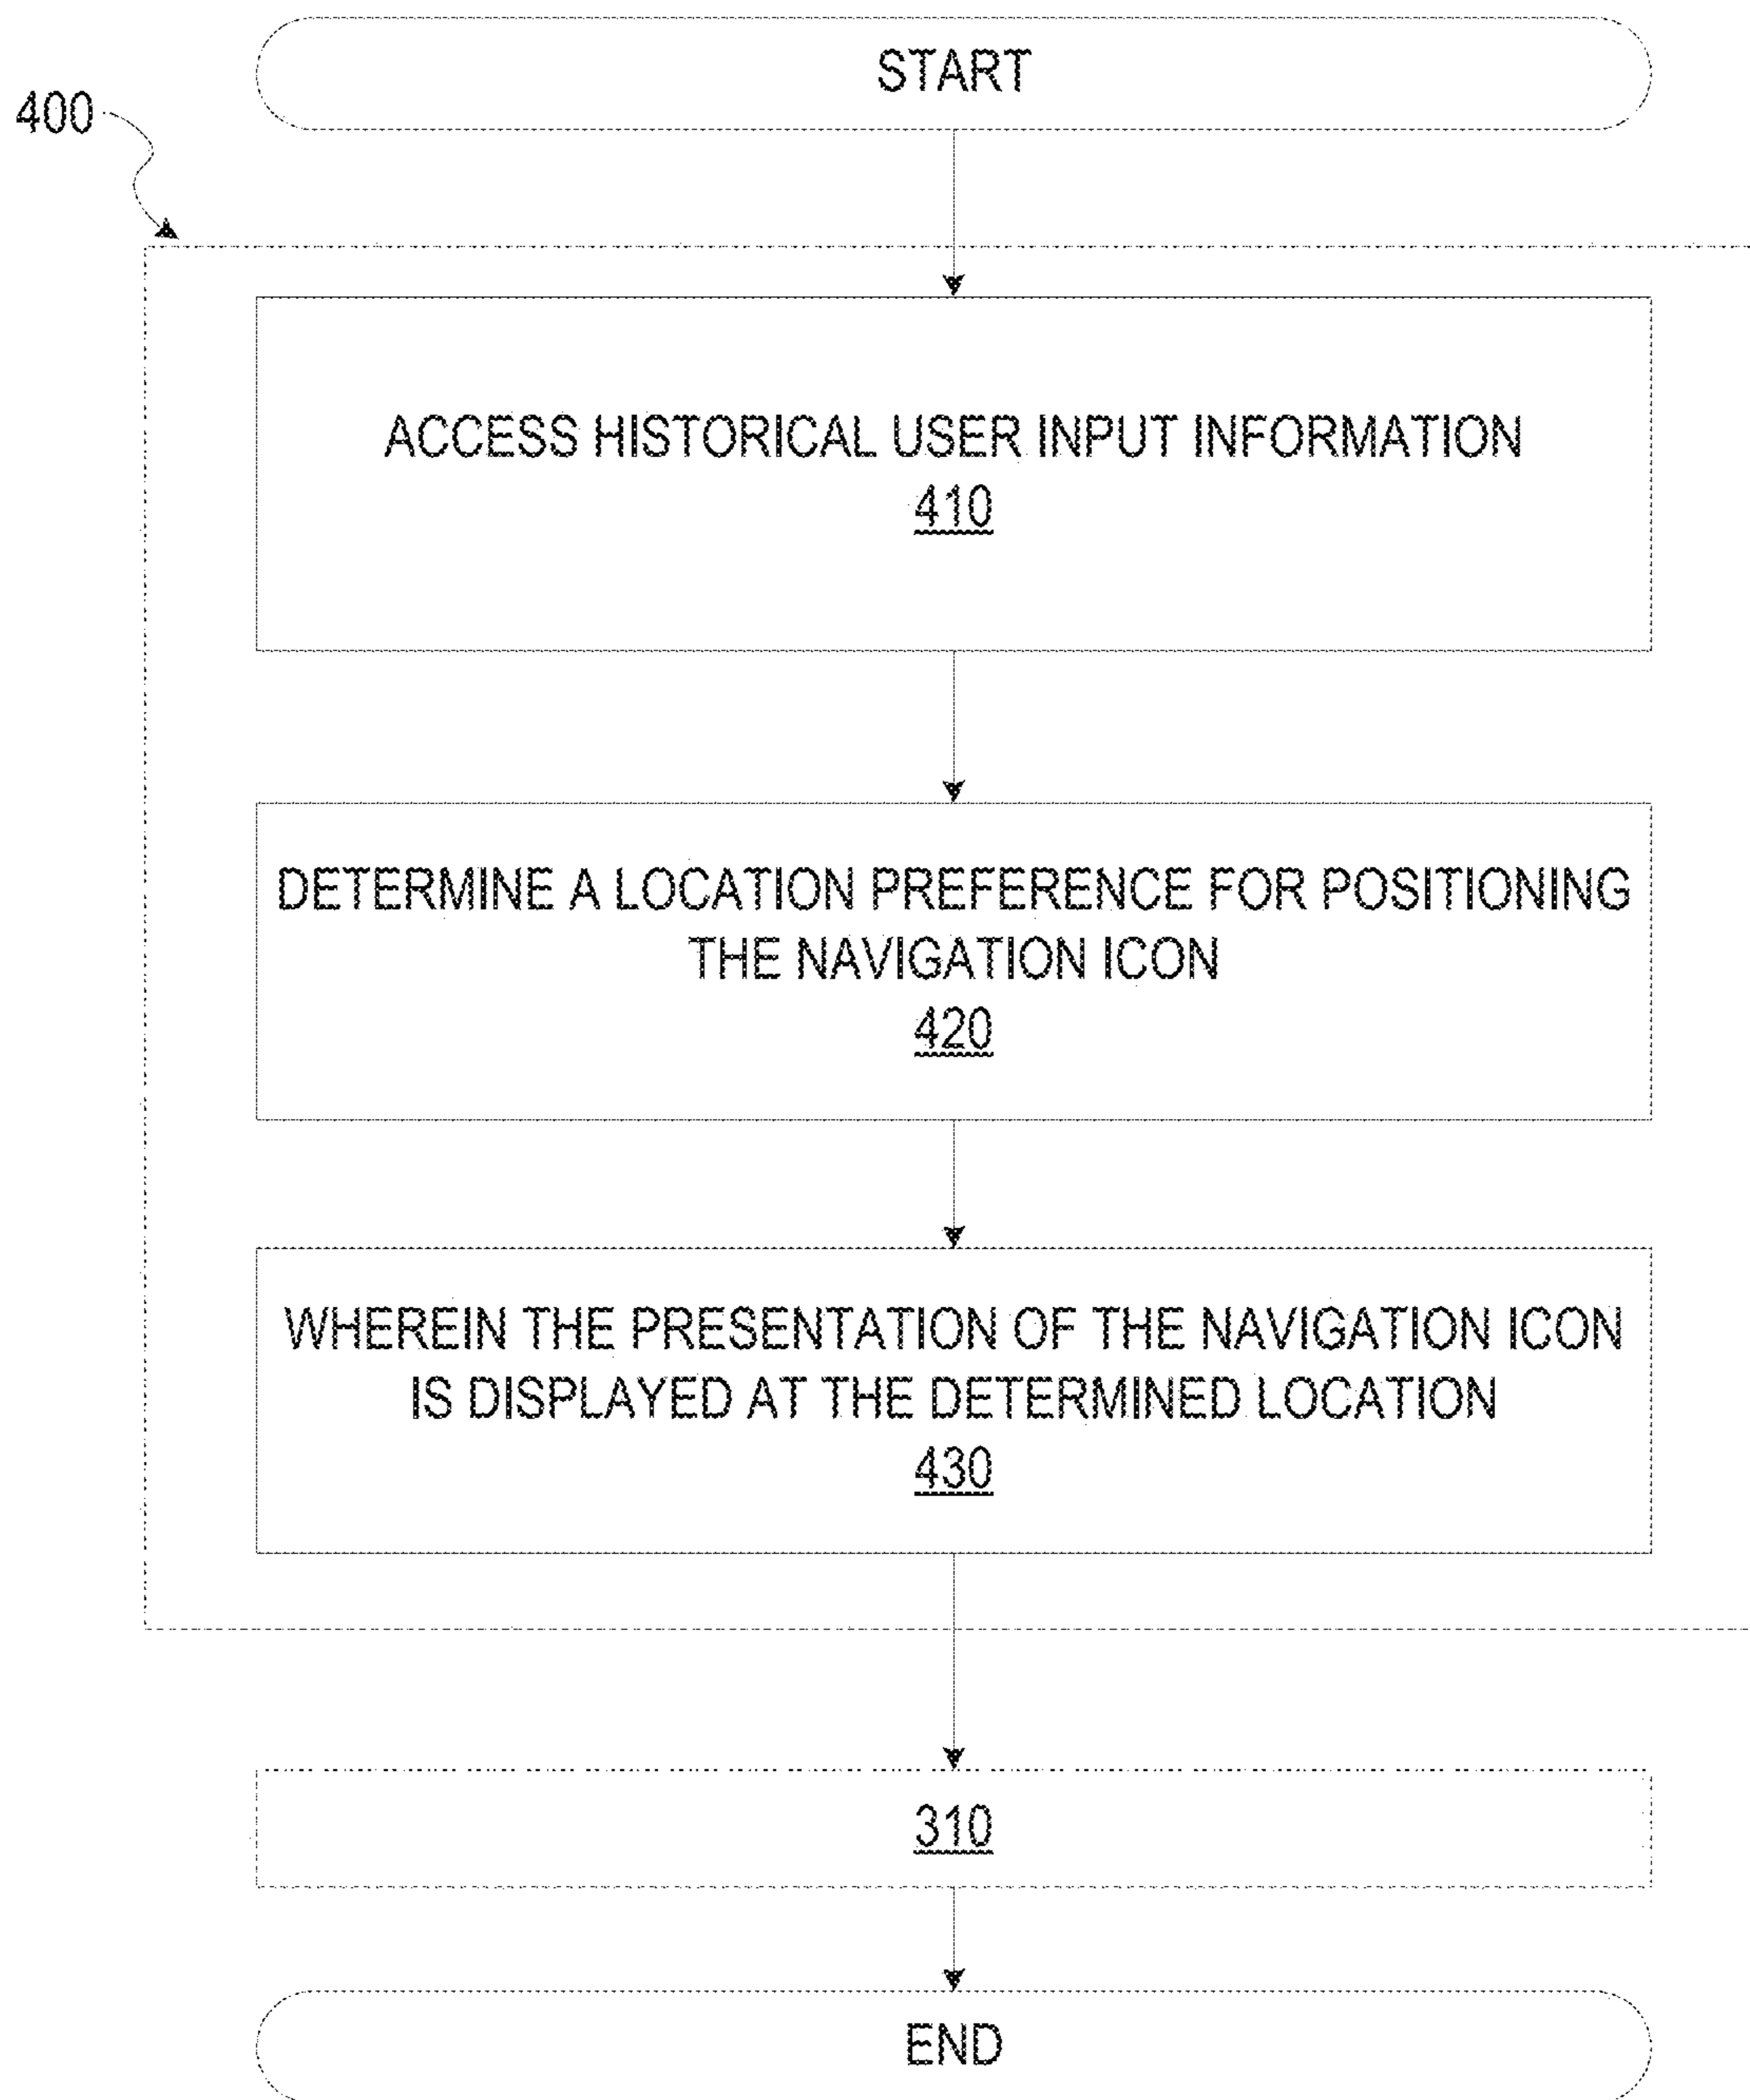 START
400
ACCESS HISTORICAL USER INPUT INFORMATION
410
DETERMINE A LOCATION PREFERENCE FOR POSITIONING
THE NAVIGATION ICON
420
WHEREIN THE PRESENTATION OF THE NAVIGATION ICON
IS DISPLAYED AT THE DETERMINED LOCATION
430
310
END